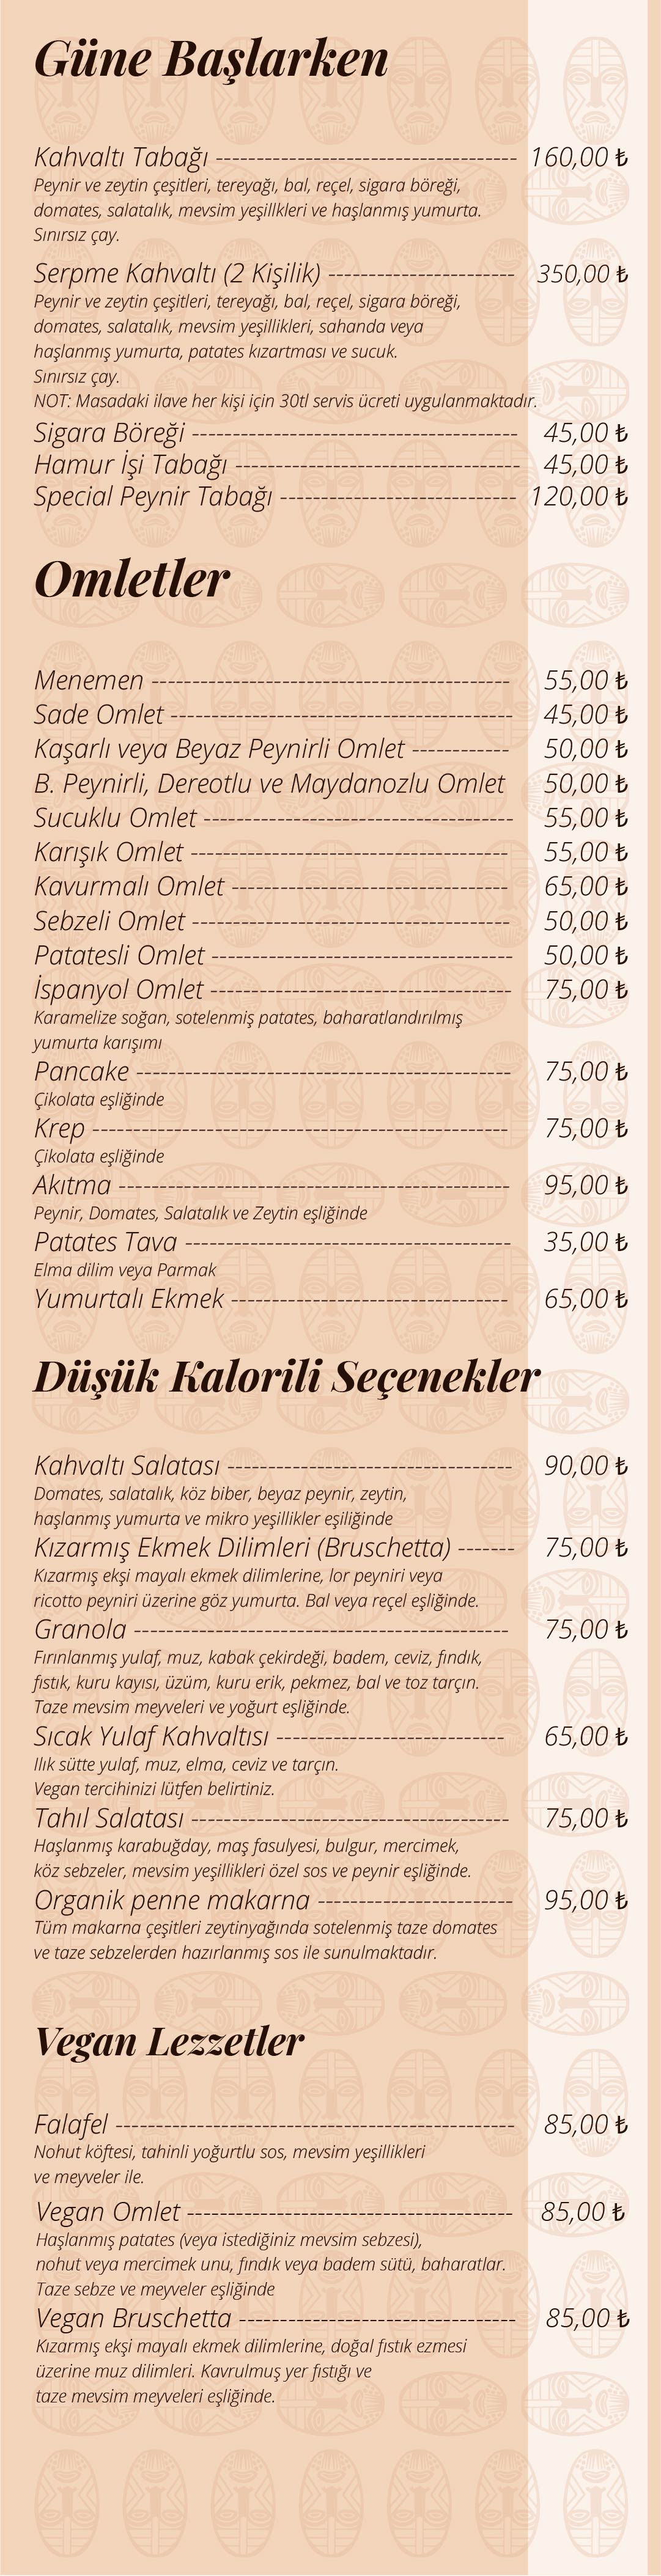 Güne Başlarken
Kahvaltı Tabağı ------------------------------------- 160,00 ₺
Peynir ve zeytin çeşitleri, tereyağı, bal, reçel, sigara böreği,
domates, salatalık, mevsim yeşillkleri ve haşlanmış yumurta.
Sınırsız çay.
Serpme Kahvaltı (2 Kişilik) ----------------------- 350,00 ₺
Peynir ve zeytin çeşitleri, tereyağı, bal, reçel, sigara böreği,
domates, salatalık, mevsim yeşillikleri, sahanda veya
haşlanmış yumurta, patates kızartması ve sucuk.
Sınırsız çay.
NOT: Masadaki ilave her kişi için 30tl servis ücreti uygulanmaktadır.
Sigara Böreği ---------------------------------------- 45,00 ₺
Hamur İşi Tabağı ----------------------------------- 45,00 ₺
Special Peynir Tabağı ----------------------------- 120,00 ₺
Omletler
Menemen -------------------------------------------- 55,00 ₺
Sade Omlet ------------------------------------------ 45,00 ₺
Kaşarlı veya Beyaz Peynirli Omlet ------------ 50,00 ₺
B. Peynirli, Dereotlu ve Maydanozlu Omlet 50,00 ₺
Sucuklu Omlet -------------------------------------- 55,00 ₺
Karışık Omlet --------------------------------------- 55,00 ₺
Kavurmalı Omlet ---------------------------------- 65,00 ₺
Sebzeli Omlet --------------------------------------- 50,00 ₺
Patatesli Omlet ------------------------------------- 50,00 ₺
İspanyol Omlet ------------------------------------- 75,00 ₺
Karamelize soğan, sotelenmiş patates, baharatlandırılmış
yumurta karışımı
Pancake ---------------------------------------------- 75,00 ₺
Çikolata eşliğinde
Krep --------------------------------------------------- 75,00 ₺
Çikolata eşliğinde
Akıtma ------------------------------------------------ 95,00 ₺
Peynir, Domates, Salatalık ve Zeytin eşliğinde
Patates Tava ---------------------------------------- 35,00 ₺
Elma dilim veya Parmak
Yumurtalı Ekmek ---------------------------------- 65,00 ₺
Düşük Kalorili Seçenekler
Kahvaltı Salatası ----------------------------------- 90,00 ₺
Domates, salatalık, köz biber, beyaz peynir, zeytin,
haşlanmış yumurta ve mikro yeşillikler eşiliğinde
Kızarmış Ekmek Dilimleri (Bruschetta) ------- 75,00 ₺
Kızarmış ekşi mayalı ekmek dilimlerine, lor peyniri veya
ricotto peyniri üzerine göz yumurta. Bal veya reçel eşliğinde.
Granola ---------------------------------------------- 75,00 ₺
Fırınlanmış yulaf, muz, kabak çekirdeği, badem, ceviz, fındık,
fıstık, kuru kayısı, üzüm, kuru erik, pekmez, bal ve toz tarçın.
Taze mevsim meyveleri ve yoğurt eşliğinde.
Sıcak Yulaf Kahvaltısı ---------------------------- 65,00 ₺
Ilık sütte yulaf, muz, elma, ceviz ve tarçın.
Vegan tercihinizi lütfen belirtiniz.
Tahıl Salatası --------------------------------------- 75,00 ₺
Haşlanmış karabuğday, maş fasulyesi, bulgur, mercimek,
köz sebzeler, mevsim yeşillikleri özel sos ve peynir eşliğinde.
Organik penne makarna ------------------------ 95,00 ₺
Tüm makarna çeşitleri zeytinyağında sotelenmiş taze domates
ve taze sebzelerden hazırlanmış sos ile sunulmaktadır.
Vegan Lezzetler
Falafel ------------------------------------------------- 85,00 ₺
Nohut köftesi, tahinli yoğurtlu sos, mevsim yeşillikleri
ve meyveler ile.
Vegan Omlet ---------------------------------------- 85,00 ₺
Haşlanmış patates (veya istediğiniz mevsim sebzesi),
nohut veya mercimek unu, fındık veya badem sütü, baharatlar.
Taze sebze ve meyveler eşliğinde
Vegan Bruschetta ---------------------------------- 85,00 ₺
Kızarmış ekşi mayalı ekmek dilimlerine, doğal fıstık ezmesi
üzerine muz dilimleri. Kavrulmuş yer fıstığı ve
taze mevsim meyveleri eşliğinde.